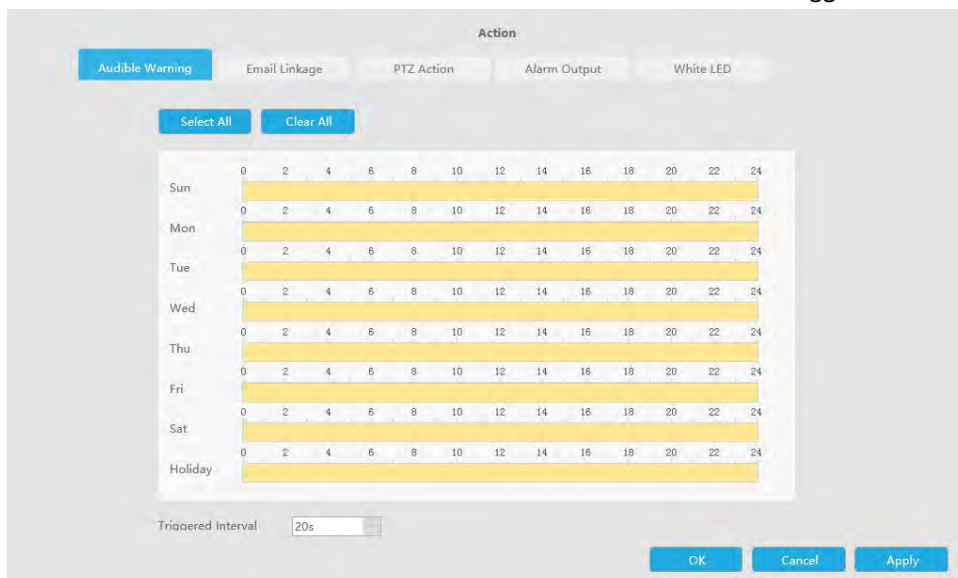 Action
Audible Warning Email Linkage PTZ Action Alarm Output White LED
Select All Clear All
0 2 4 6 8 10 12 14 16 18 20 22 24
Sun
0 2 4 6 8 10 12 14 16 18 20 22 24
Mon
0 2 4 6 8 10 12 14 16 18 20 22 24
Tue
0 2 4 6 8 10 12 14 16 18 20 22 24
Wed
0 2 4 6 8 10 12 14 16 18 20 22 24
Thu
0 2 4 6 8 10 12 14 16 18 20 22 24
Fri
0 2 4 6 8 10 12 14 16 18 20 22 24
Sat
0 2 4 6 8 10 12 14 16 18 20 22 24
Holiday
Triggered Interval 20s
OK Cancel Apply